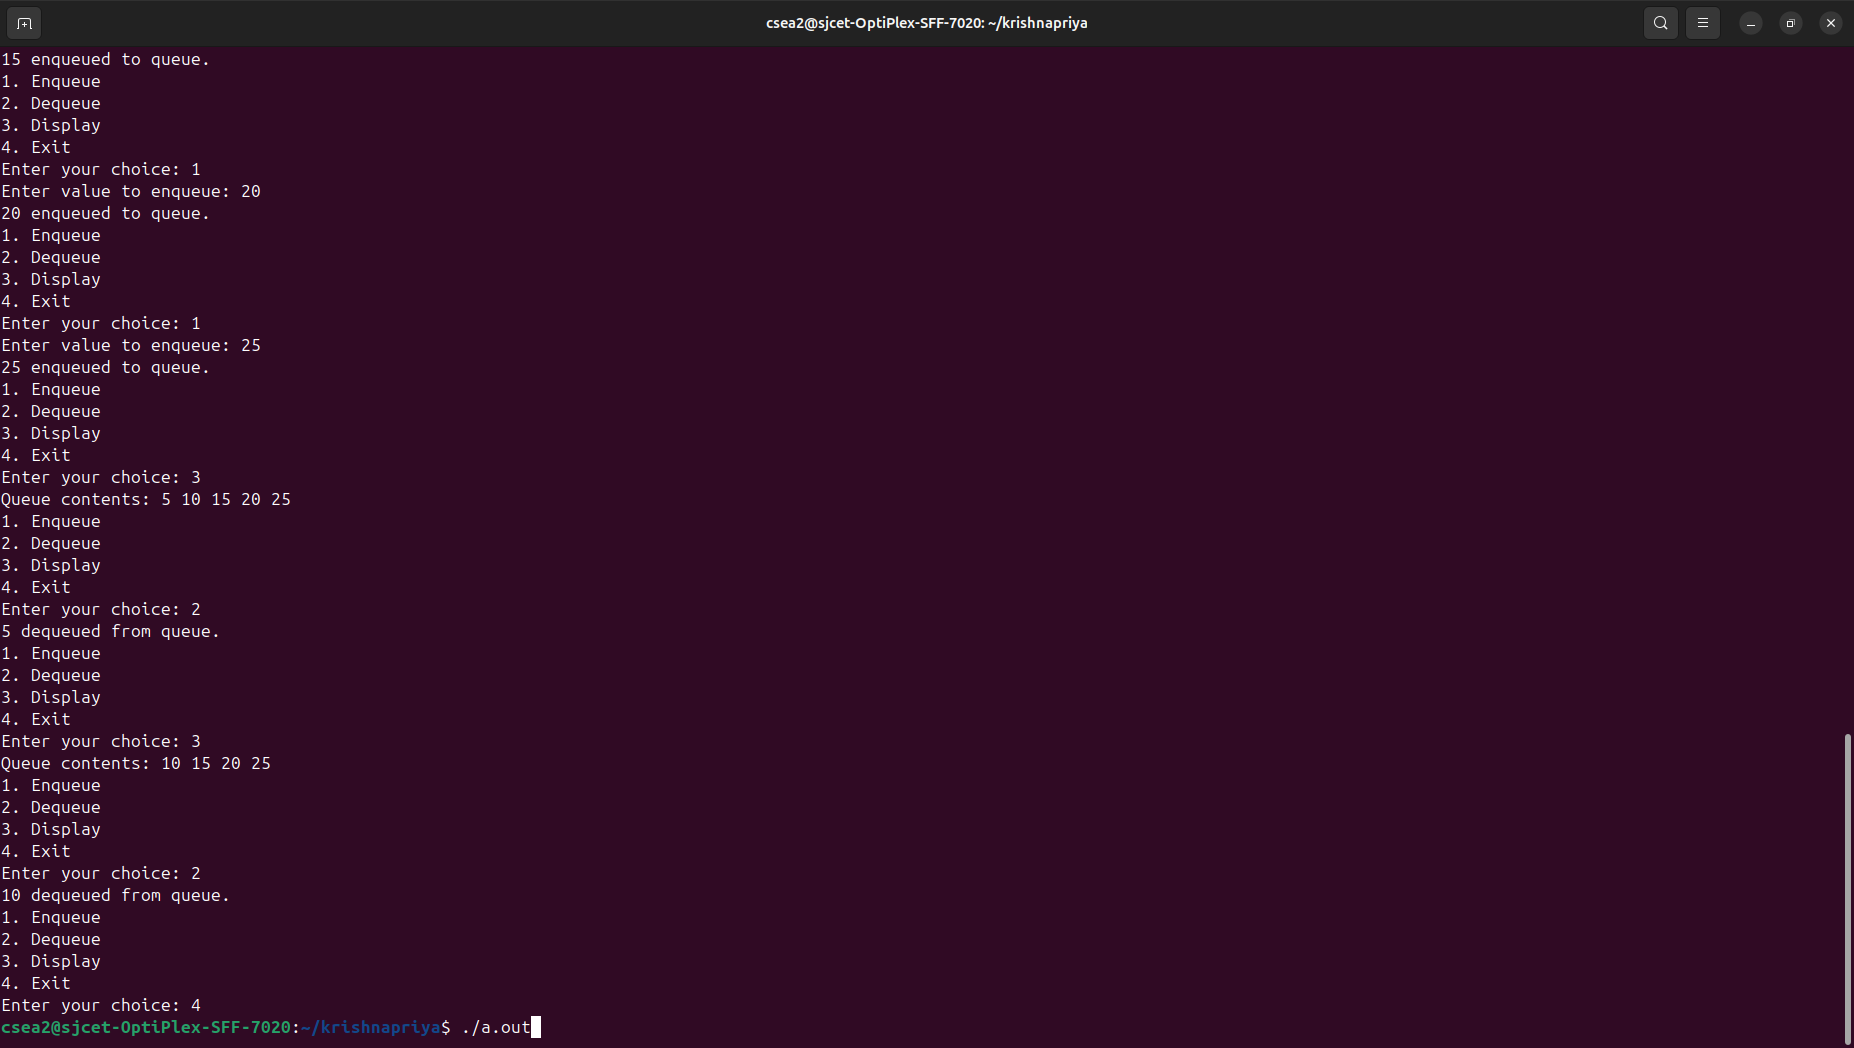 csea2@sjcet-OptiPlex-SFF-7020: ~/krishnapriya
15 enqueued to queue.
1. Enqueue
2. Dequeue
3. Display
4. Exit
Enter your choice: 1
Enter value to enqueue: 20
20 enqueued to queue.
1. Enqueue
2. Dequeue
3. Display
4. Exit
Enter your choice: 1
Enter value to enqueue: 25
25 enqueued to queue.
1. Enqueue
2. Dequeue
3. Display
4. Exit
Enter your choice: 3
Queue contents: 5 10 15 20 25
1. Enqueue
2. Dequeue
3. Display
4. Exit
Enter your choice: 2
5 dequeued from queue.
1. Enqueue
2. Dequeue
3. Display
4. Exit
Enter your choice: 3
Queue contents: 10 15 20 25
1. Enqueue
2. Dequeue
3. Display
4. Exit
Enter your choice: 2
10 dequeued from queue.
1. Enqueue
2. Dequeue
3. Display
4. Exit
Enter your choice: 4
csea2@sjcet-OptiPlex-SFF-7020:~/krishnapriya$ ./a.out